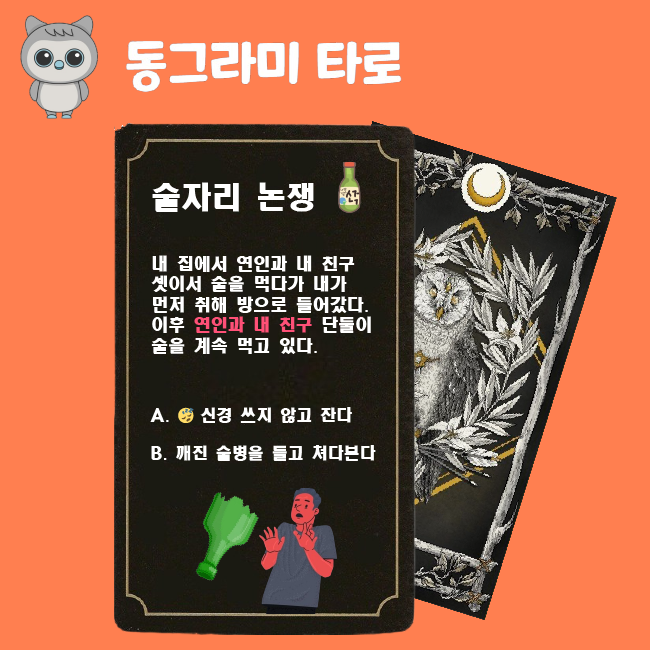 동그라미 타로
술자리 논쟁
내 집에서 연인과 내 친구
셋이서 술을 먹다가 내가
먼저 취해 방으로 들어갔다.
이후 연인과 내 친구 단둘이
술을 계속 먹고 있다.
A. 신경 쓰지 않고 잔다
B. 깨진 술병을 들고 쳐다본다